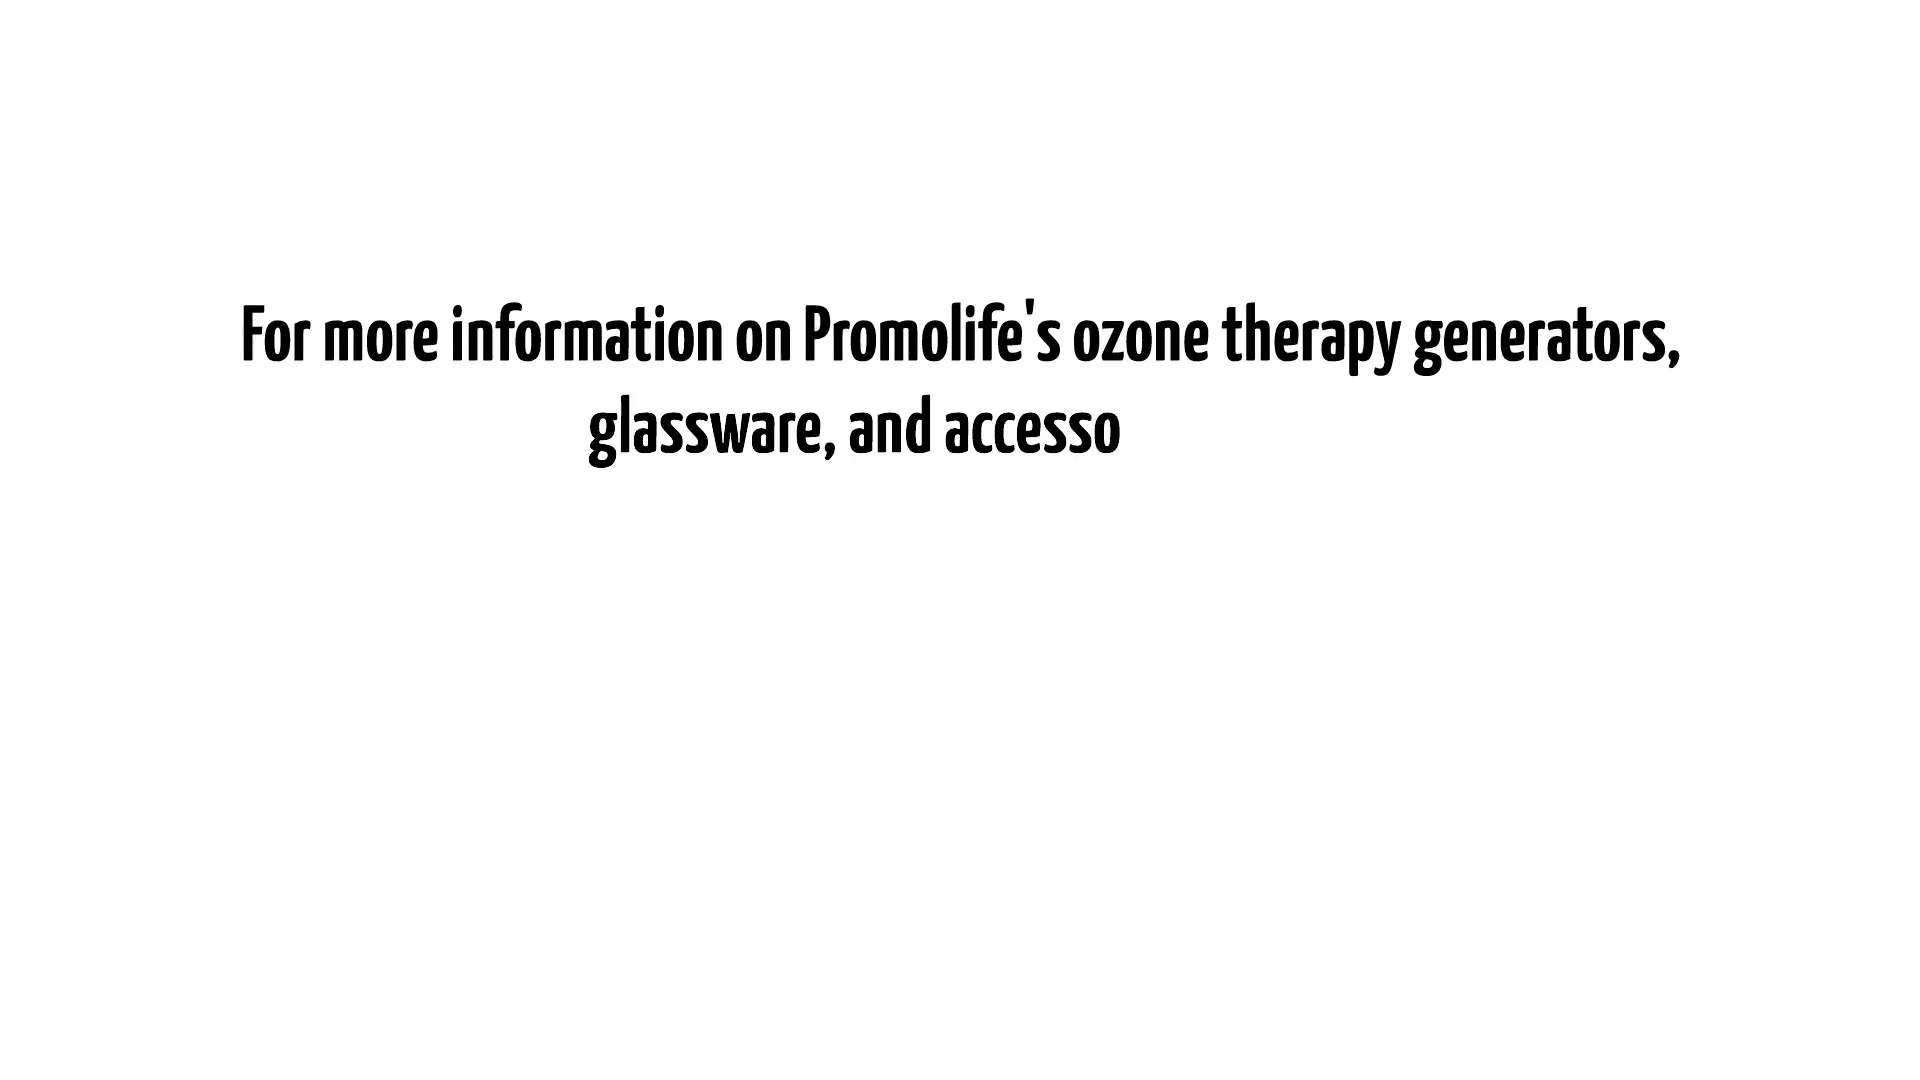 For more information on Promolife's ozone therapy generators,
glassware, and accesso